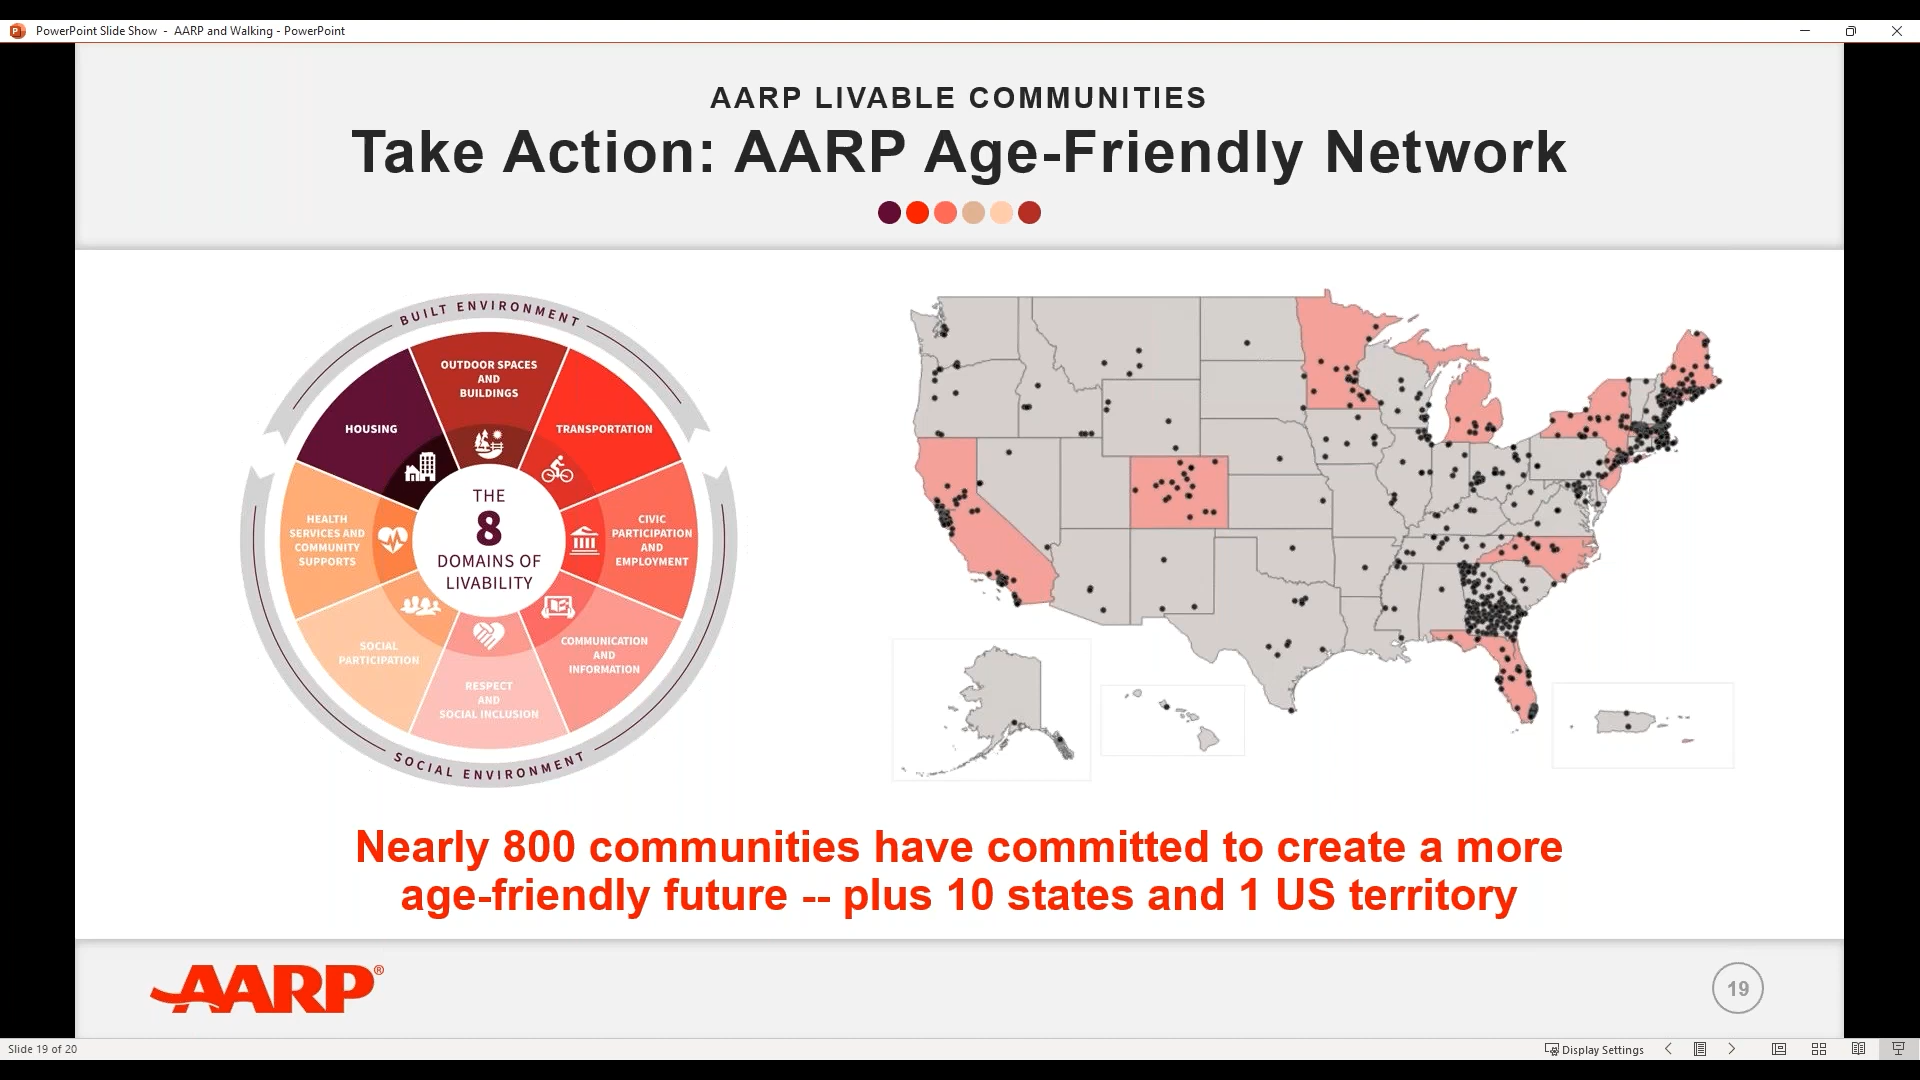 PowerPoint Slide Show - AARP and Walking - PowerPoint
AARP LIVABLE COMMUNITIES
Take Action: AARP Age-Friendly Network
BUILT ENVIRONMENT
OUTDOOR SPACES
AND
BUILDINGS
HOUSING
TRANSPORTATION
THE
8
DOMAINS OF
LIVABILITY
HEALTH
SERVICES AND
COMMUNITY
SUPPORTS
CIVIC
PARTICIPATION
AND
EMPLOYMENT
SOCIAL
PARTICIPATION
COMMUNICATION
AND
INFORMATION
RESPECT
AND
SOCIAL INCLUSION
SOCIAL ENVIRONMENT
Nearly 800 communities have committed to create a more
age-friendly future -- plus 10 states and 1 US territory
AARP®
19
Slide 19 of 20
Display Settings